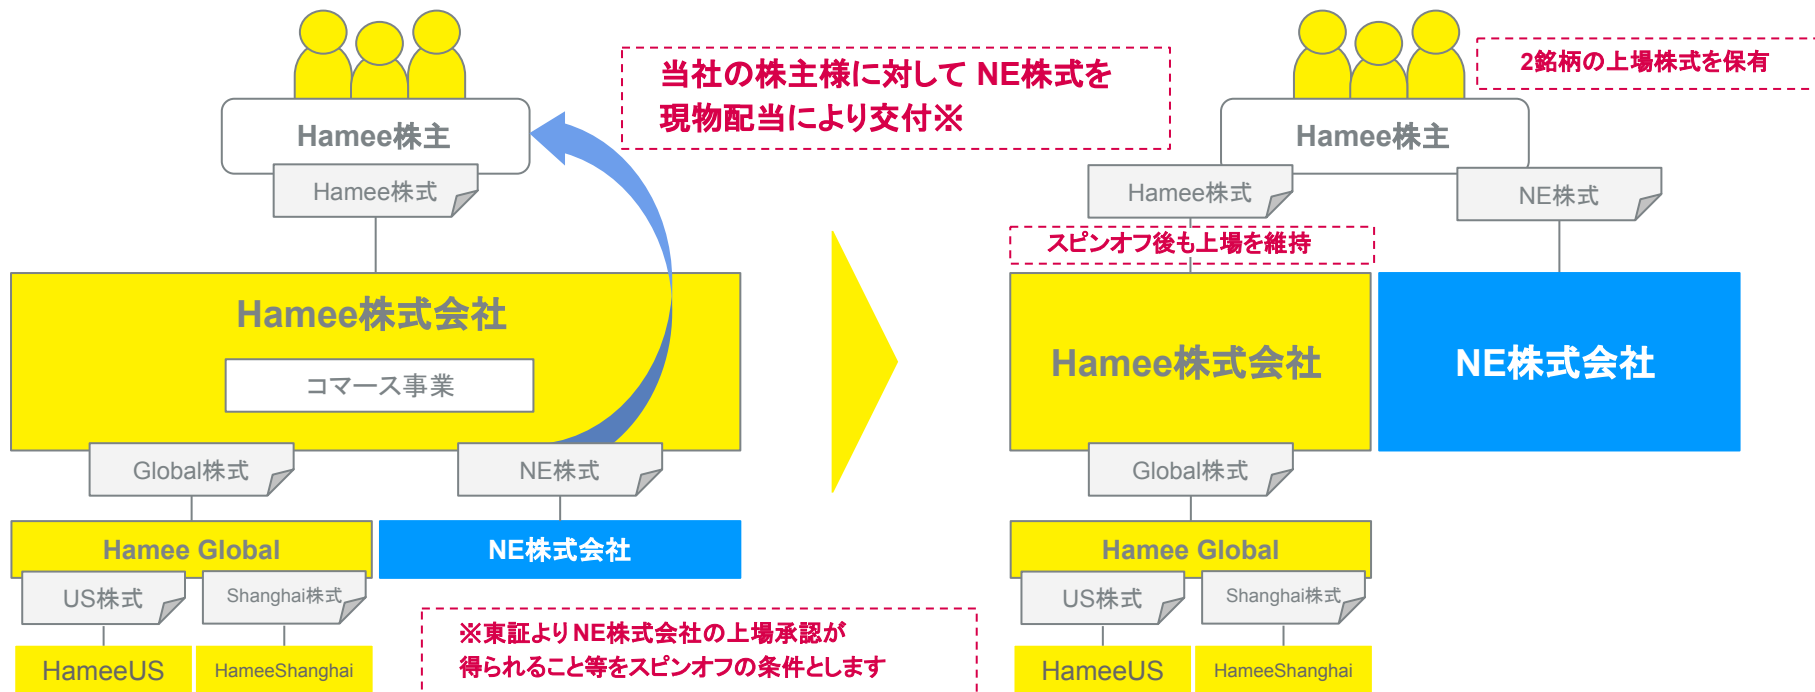 当社の株主様に対して NE株式を
現物配当により交付※
Hamee株主
Hamee株式
Hamee株式会社
コマース事業
Global株式
NE株式
Hamee Global
NE株式会社
US株式
Shanghai株式
HameeUS
HameeShanghai
※東証よりNE株式会社の上場承認が
得られること等をスピンオフの条件とします
2銘柄の上場株式を保有
Hamee株主
Hamee株式
NE株式
スピンオフ後も上場を維持
Hamee株式会社
NE株式会社
Global株式
Hamee Global
US株式
Shanghai株式
HameeUS
HameeShanghai